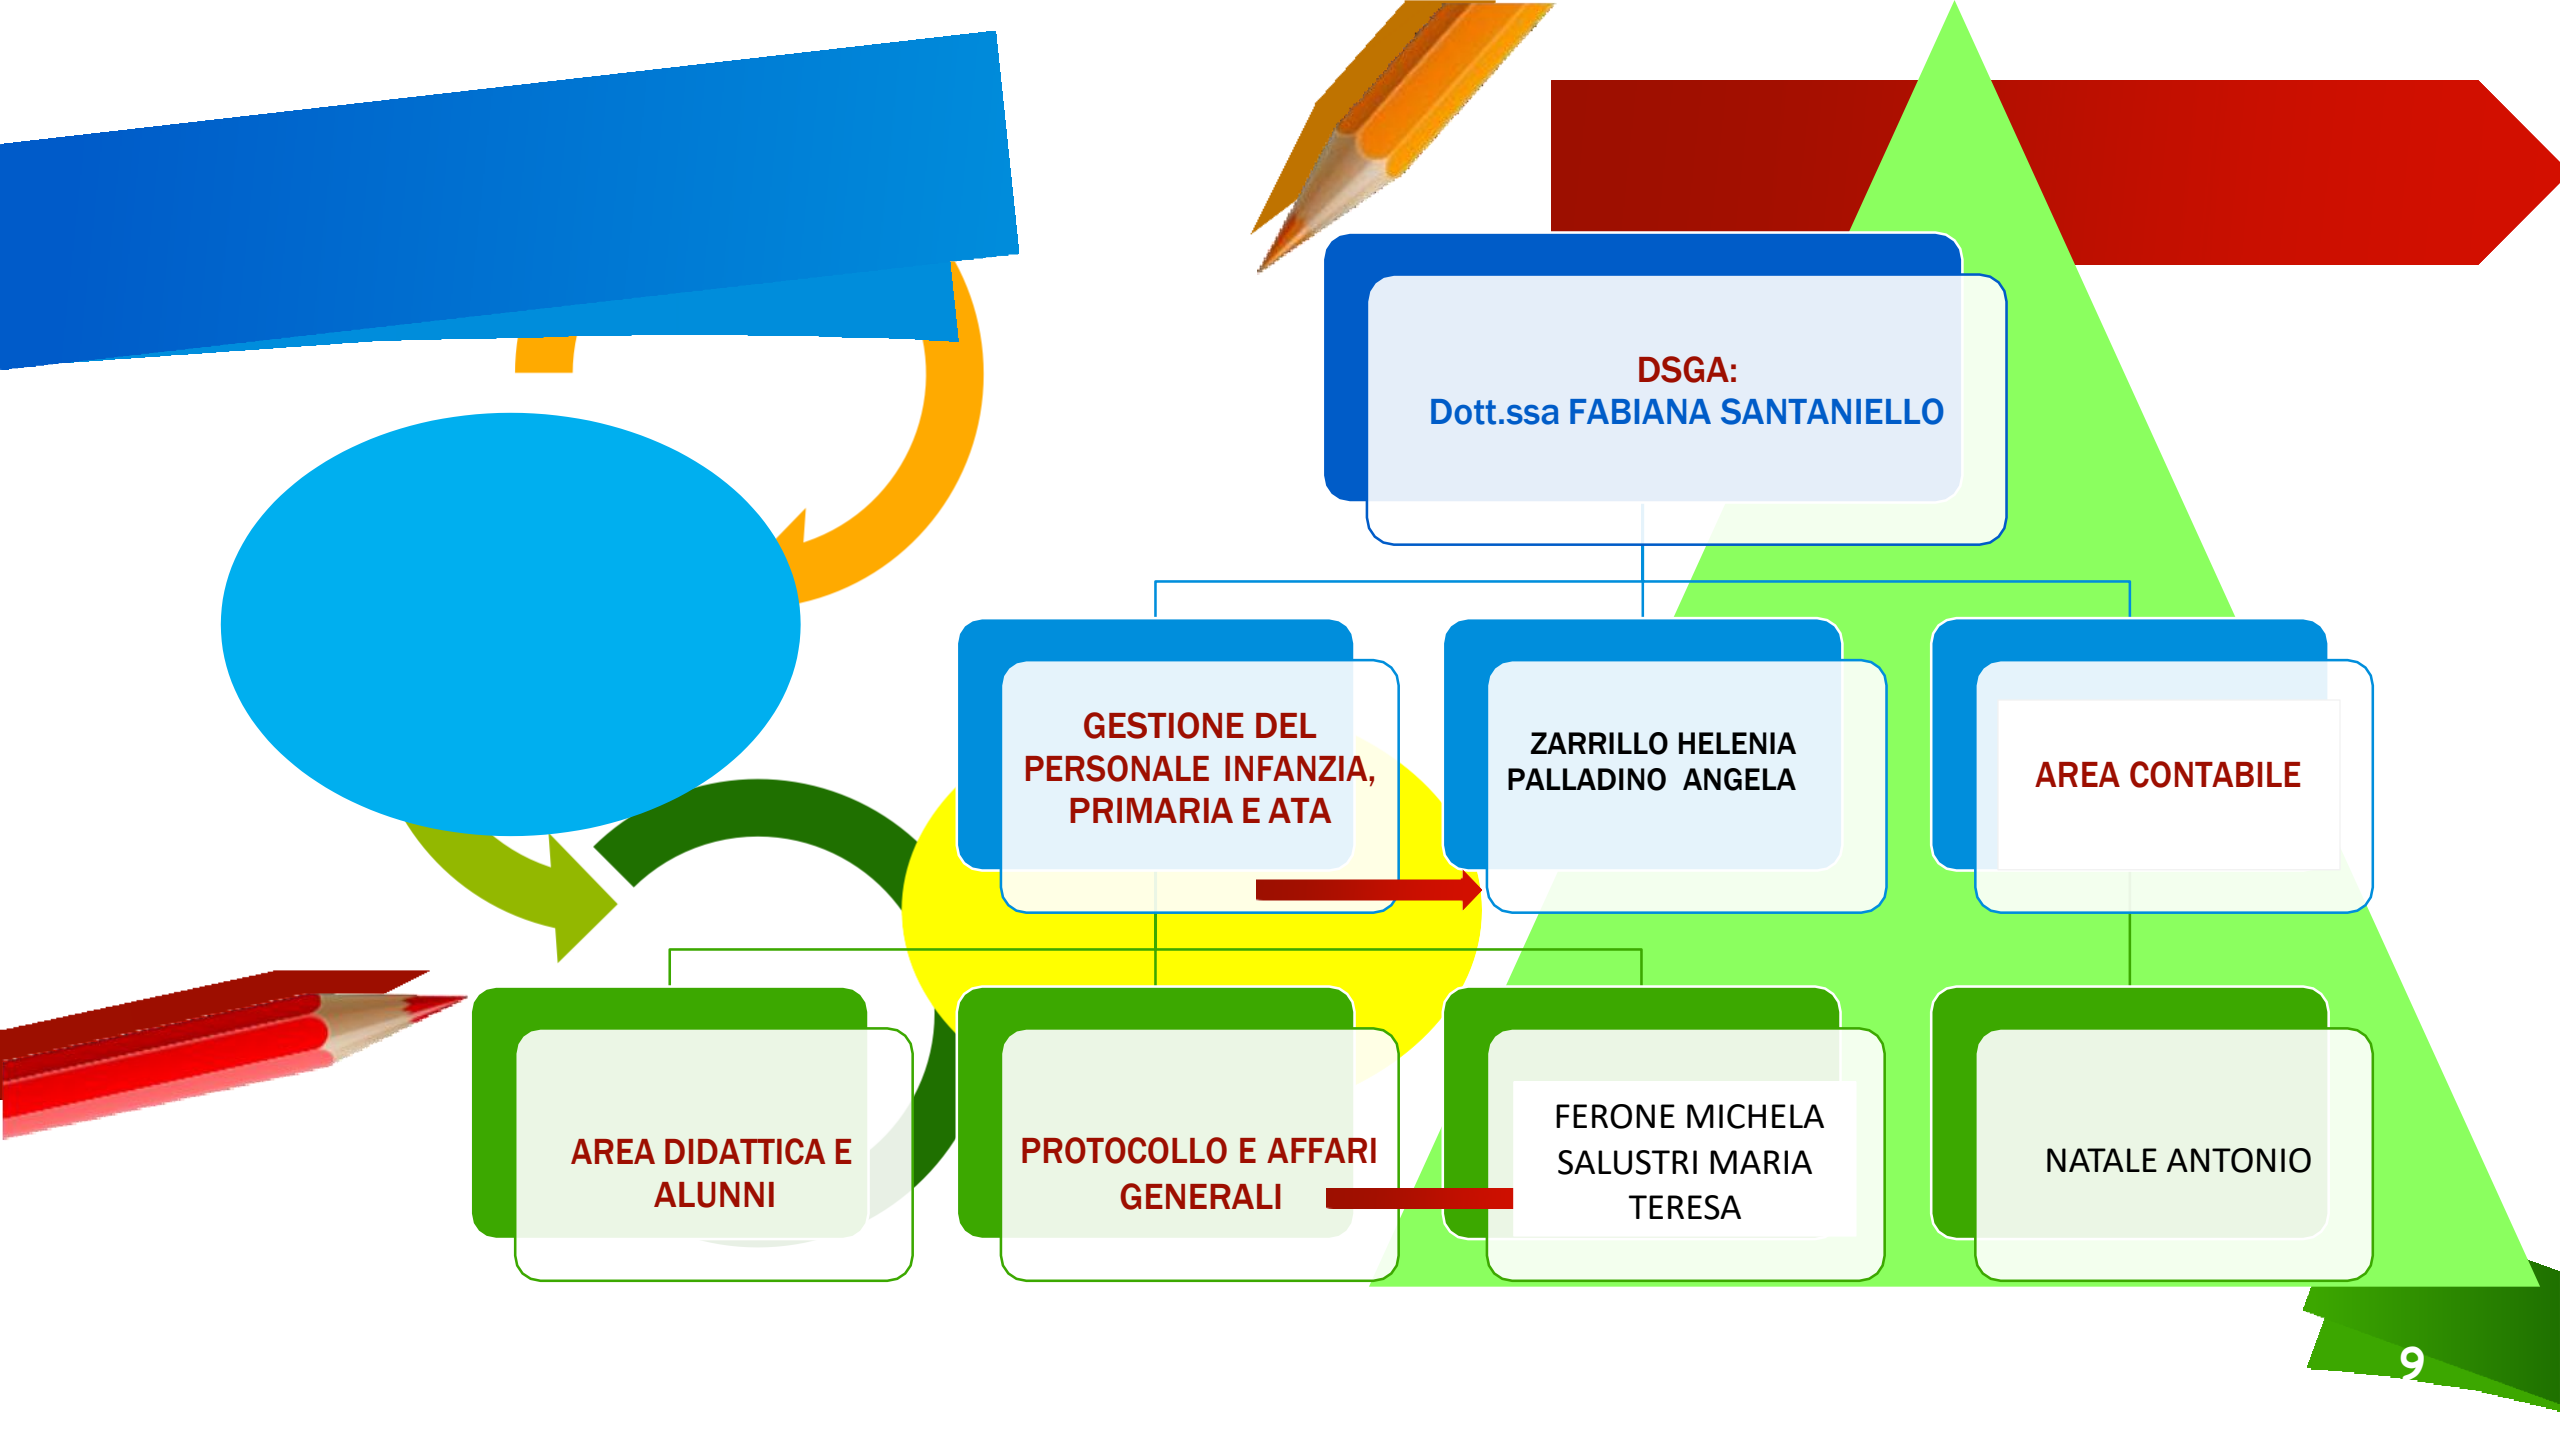 DSGA:
Dott.ssa FABIANA SANTANIELLO
GESTIONE DEL
PERSONALE INFANZIA,
PRIMARIA E ATA
ZARRILLO HELENIA
PALLADINO ANGELA
AREA CONTABILE
AREA DIDATTICA E
ALUNNI
PROTOCOLLO E AFFARI
GENERALI
FERONE MICHELA
SALUSTRI MARIA
TERESA
NATALE ANTONIO
9